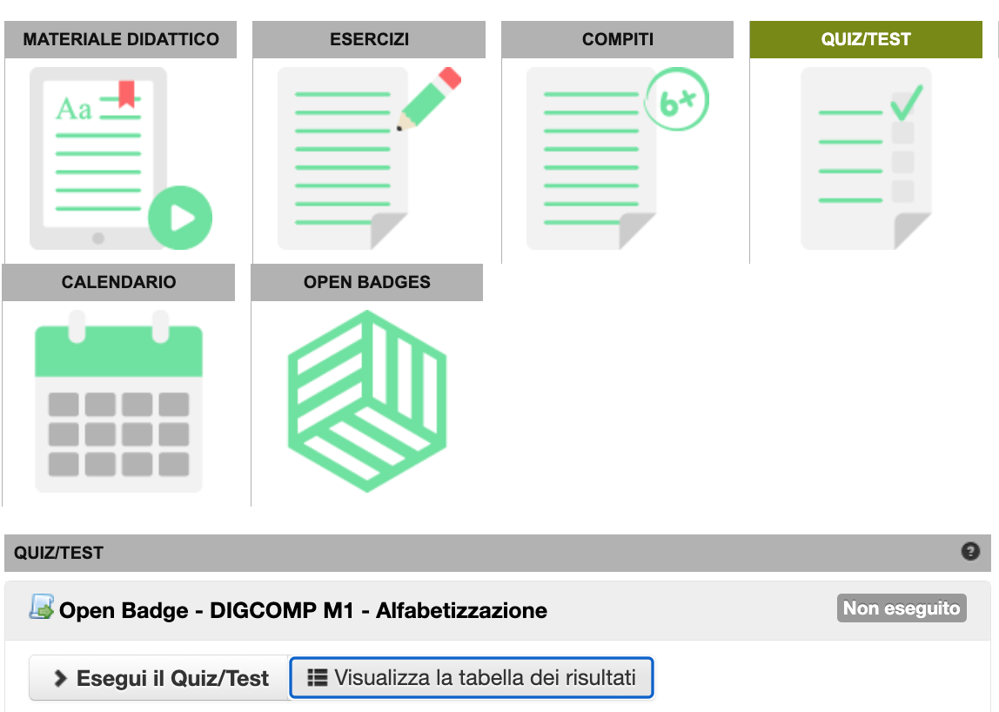 MATERIALE DIDATTICO
ESERCIZI
COMPITI
QUIZ/TEST
Aa
6+
CALENDARIO
OPEN BADGES
QUIZ/TEST
?
Open Badge - DIGCOMP M1 - Alfabetizzazione
Non eseguito
Esegui il Quiz/Test
Visualizza la tabella dei risultati